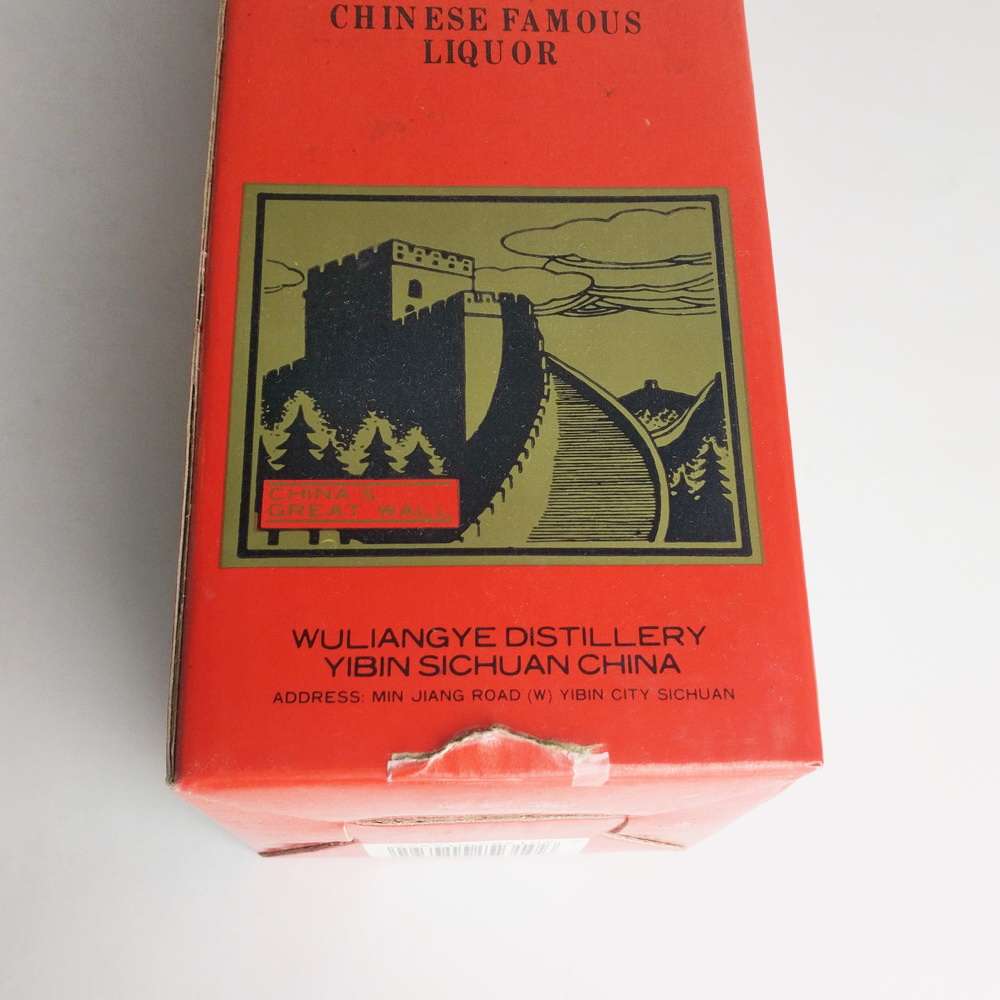 CHINESE FAMOUS
LIQUOR
CHINA'S
GREAT WALL
WULIANGYE DISTILLERY
YIBIN SICHUAN CHINA
ADDRESS: MIN JIANG ROAD (W) YIBIN CITY SICHUAN